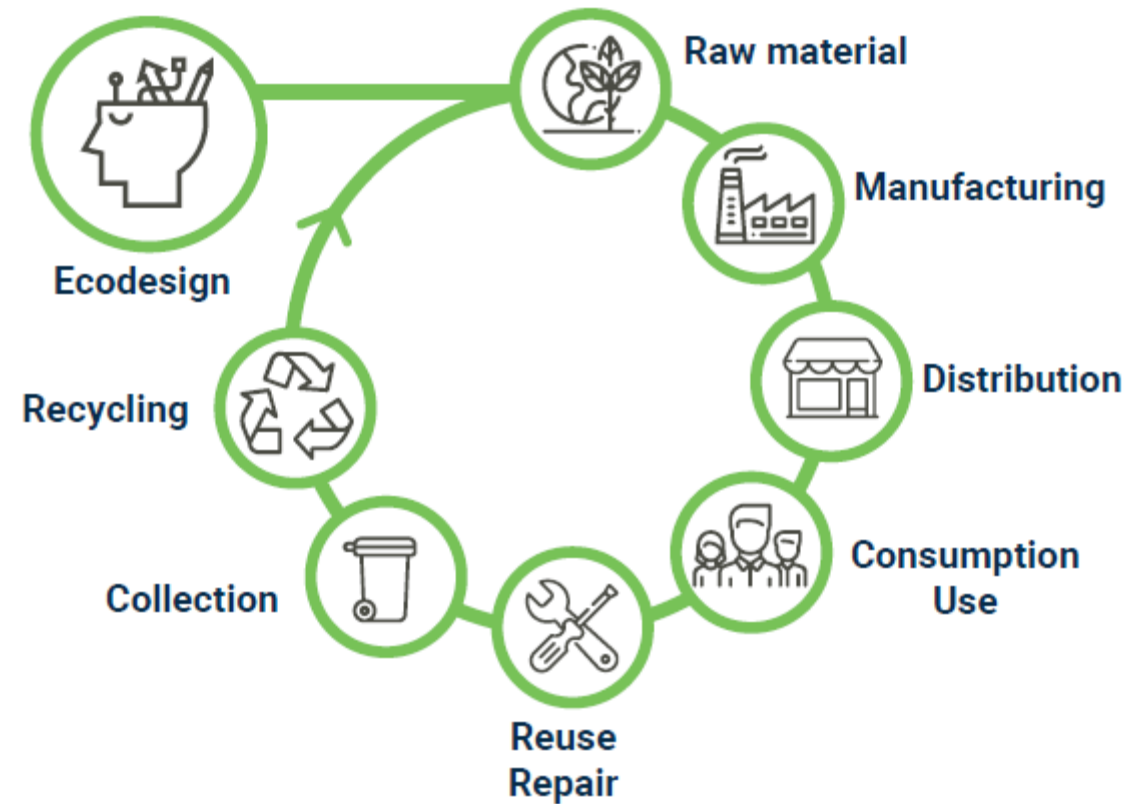 Raw material
Manufacturing
Ecodesign
Distribution
Recycling
Consumption
Use
Collection
Reuse
Repair